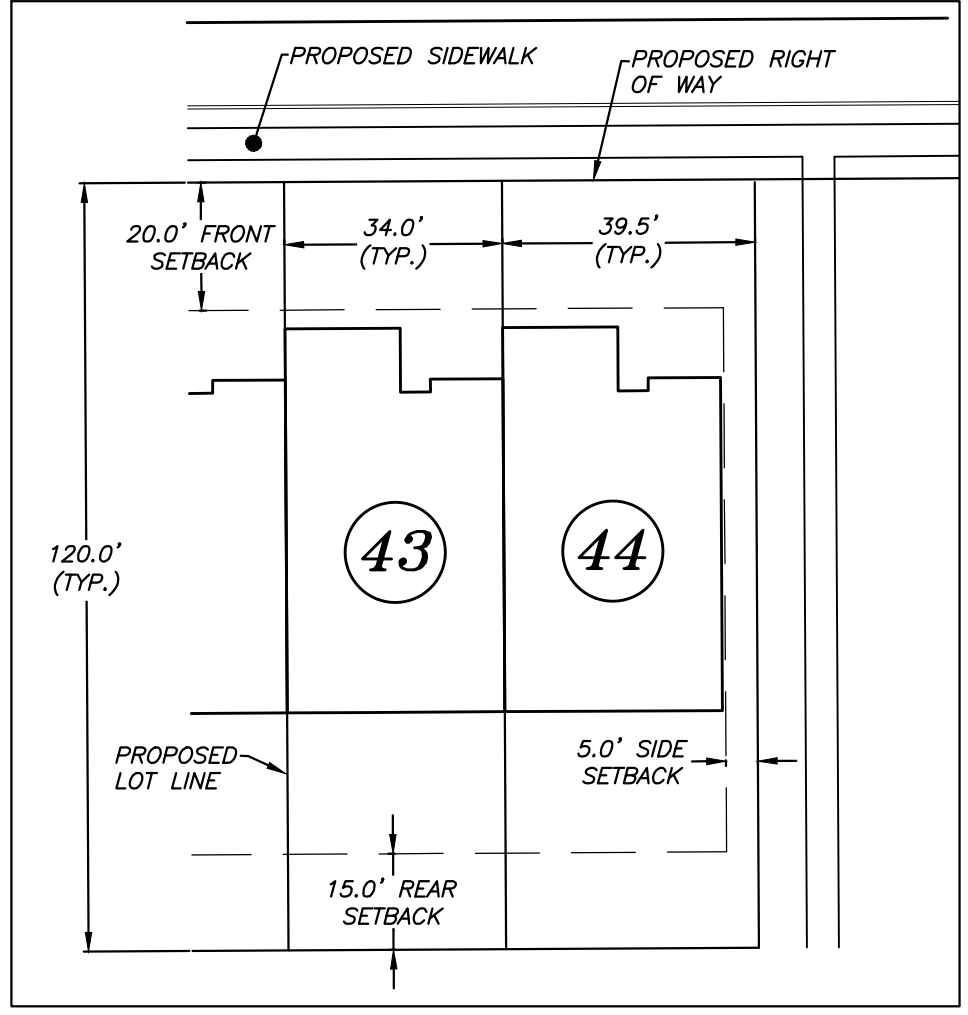 PROPOSED SIDEWALK
PROPOSED RIGHT
OF WAY
20.0' FRONT
SETBACK
34.0'
(TYP.)
39.5'
(TYP.)
120.0'
(TYP.)
43
44
PROPOSED
LOT LINE
5.0' SIDE
SETBACK
15.0' REAR
SETBACK